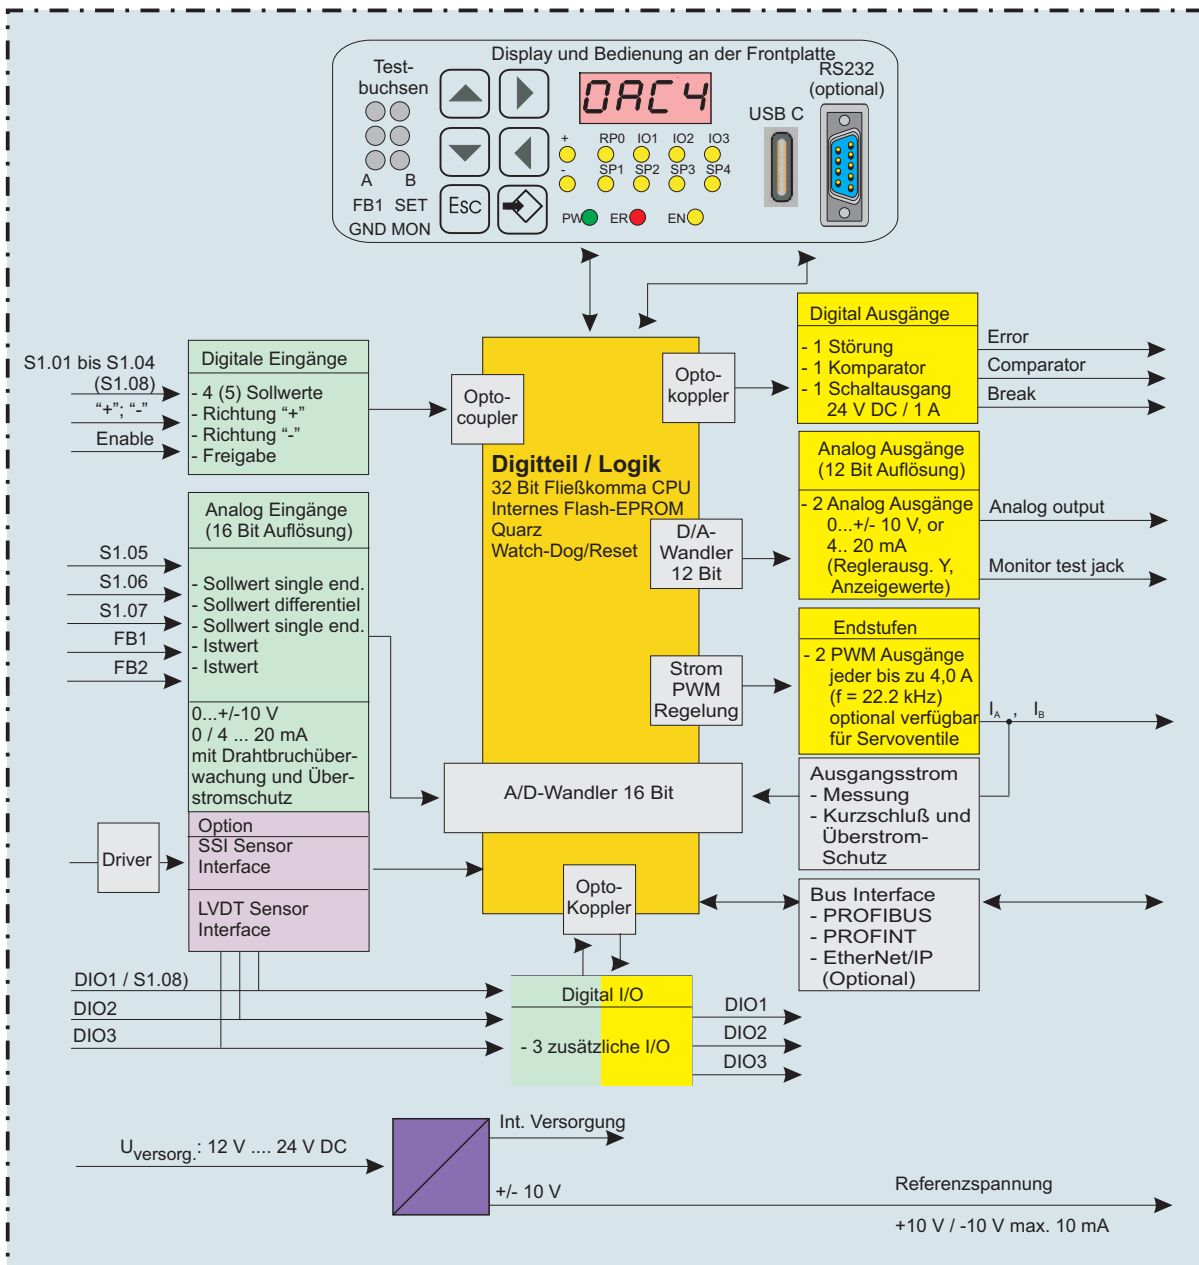 Display und Bedienung an der Frontplatte
Test-
buchsen
A B
FB1 SET
GND MON
Esc
DAC4
+ RP0 IO1 IO2 IO3
- SP1 SP2 SP3 SP4
PW ER EN
USB C
RS232
(optional)
S1.01 bis S1.04
(S1.08)
"+"; "-"
Enable
Digitale Eingänge
- 4 (5) Sollwerte
- Richtung "+"
- Richtung "-"
- Freigabe
Opto-
coupler
Digitteil / Logik
32 Bit Fließkomma CPU
Internes Flash-EPROM
Quarz
Watch-Dog/Reset
Opto-
koppler
Digital Ausgänge
- 1 Störung
- 1 Komparator
- 1 Schaltausgang
24 V DC / 1 A
Error
Comparator
Break
S1.05
S1.06
S1.07
FB1
FB2
Analog Eingänge
(16 Bit Auflösung)
- Sollwert single end.
- Sollwert differentiel
- Sollwert single end.
- Istwert
- Istwert
0...+/-10 V
0 / 4 ... 20 mA
mit Drahtbruchüber-
wachung und Über-
stromschutz
D/A-
Wandler
12 Bit
Analog Ausgänge
(12 Bit Auflösung)
- 2 Analog Ausgänge
0...+/- 10 V, or
4.. 20 mA
(Reglerausg. Y,
Anzeigewerte)
Analog output
Monitor test jack
Strom
PWM
Regelung
Endstufen
- 2 PWM Ausgänge
jeder bis zu 4,0 A
(f = 22.2 kHz)
optional verfügbar
für Servoventile
IA , IB
A/D-Wandler 16 Bit
Ausgangsstrom
- Messung
- Kurzschluß und
Überstrom-
Schutz
Driver
Option
SSI Sensor
Interface
LVDT Sensor
Interface
Opto-
Koppler
Bus Interface
- PROFIBUS
- PROFINT
- EtherNet/IP
(Optional)
DIO1 / S1.08)
DIO2
DIO3
Digital I/O
- 3 zusätzliche I/O
DIO1
DIO2
DIO3
Uversorg.: 12 V .... 24 V DC
Int. Versorgung
+/- 10 V
Referenzspannung
+10 V / -10 V max. 10 mA